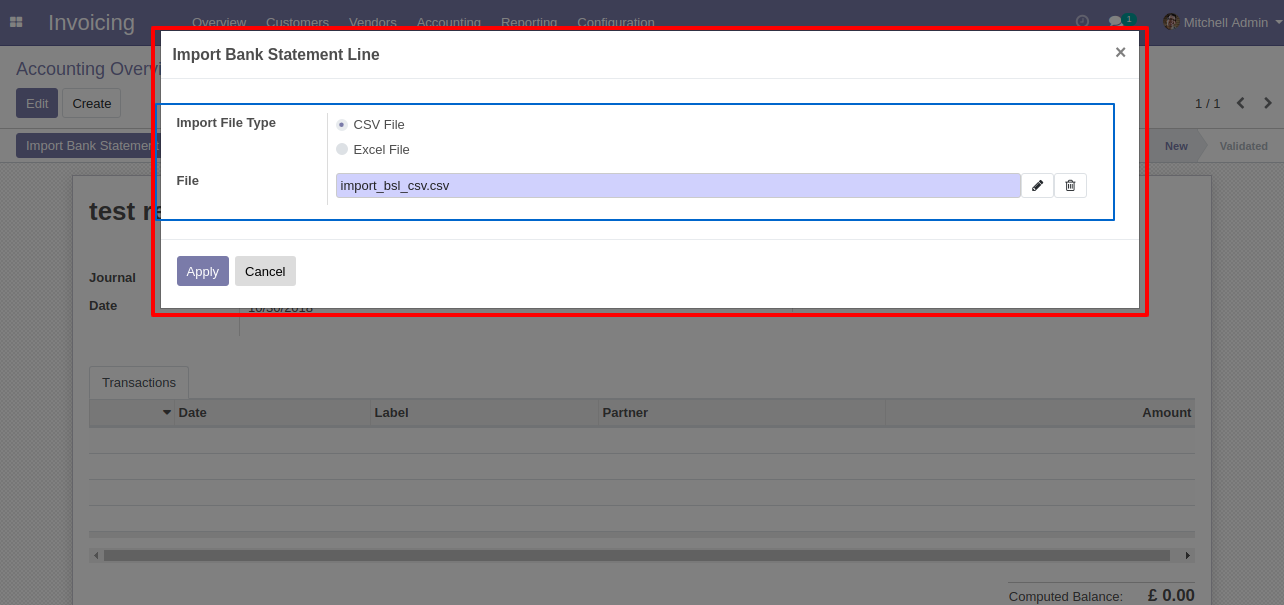 Invoicing Overview Customers Vendors Accounting Reporting Configuration 1 Mitchell Admin
Import Bank Statement Line ×
Accounting Overvi
Edit Create 1 / 1
Import File Type CSV File
Excel File
Import Bank Statement New Validated
File import_bsl_csv.csv
test re
Apply Cancel
Journal
Date 10/30/2018
Transactions
Date Label Partner Amount
Computed Balance: £ 0.00